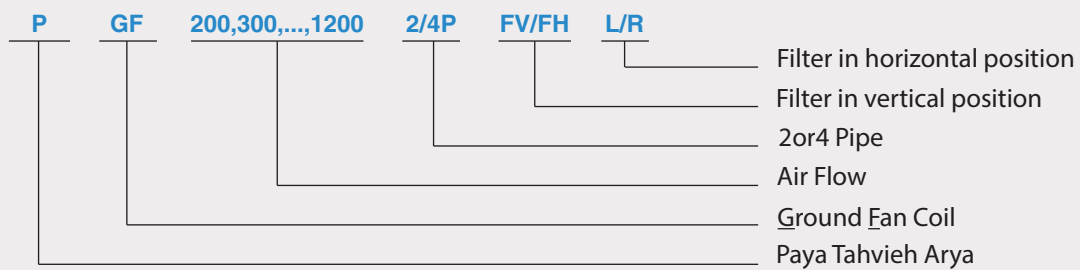 P GF 200,300,...,1200 2/4P FV/FH L/R
Filter in horizontal position
Filter in vertical position
2or4 Pipe
Air Flow
Ground Fan Coil
Paya Tahvieh Arya